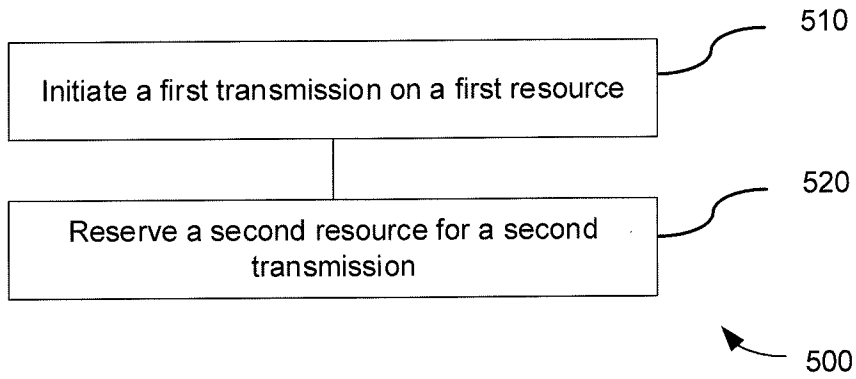 510
Initiate a first transmission on a first resource
520
Reserve a second resource for a second
transmission
500